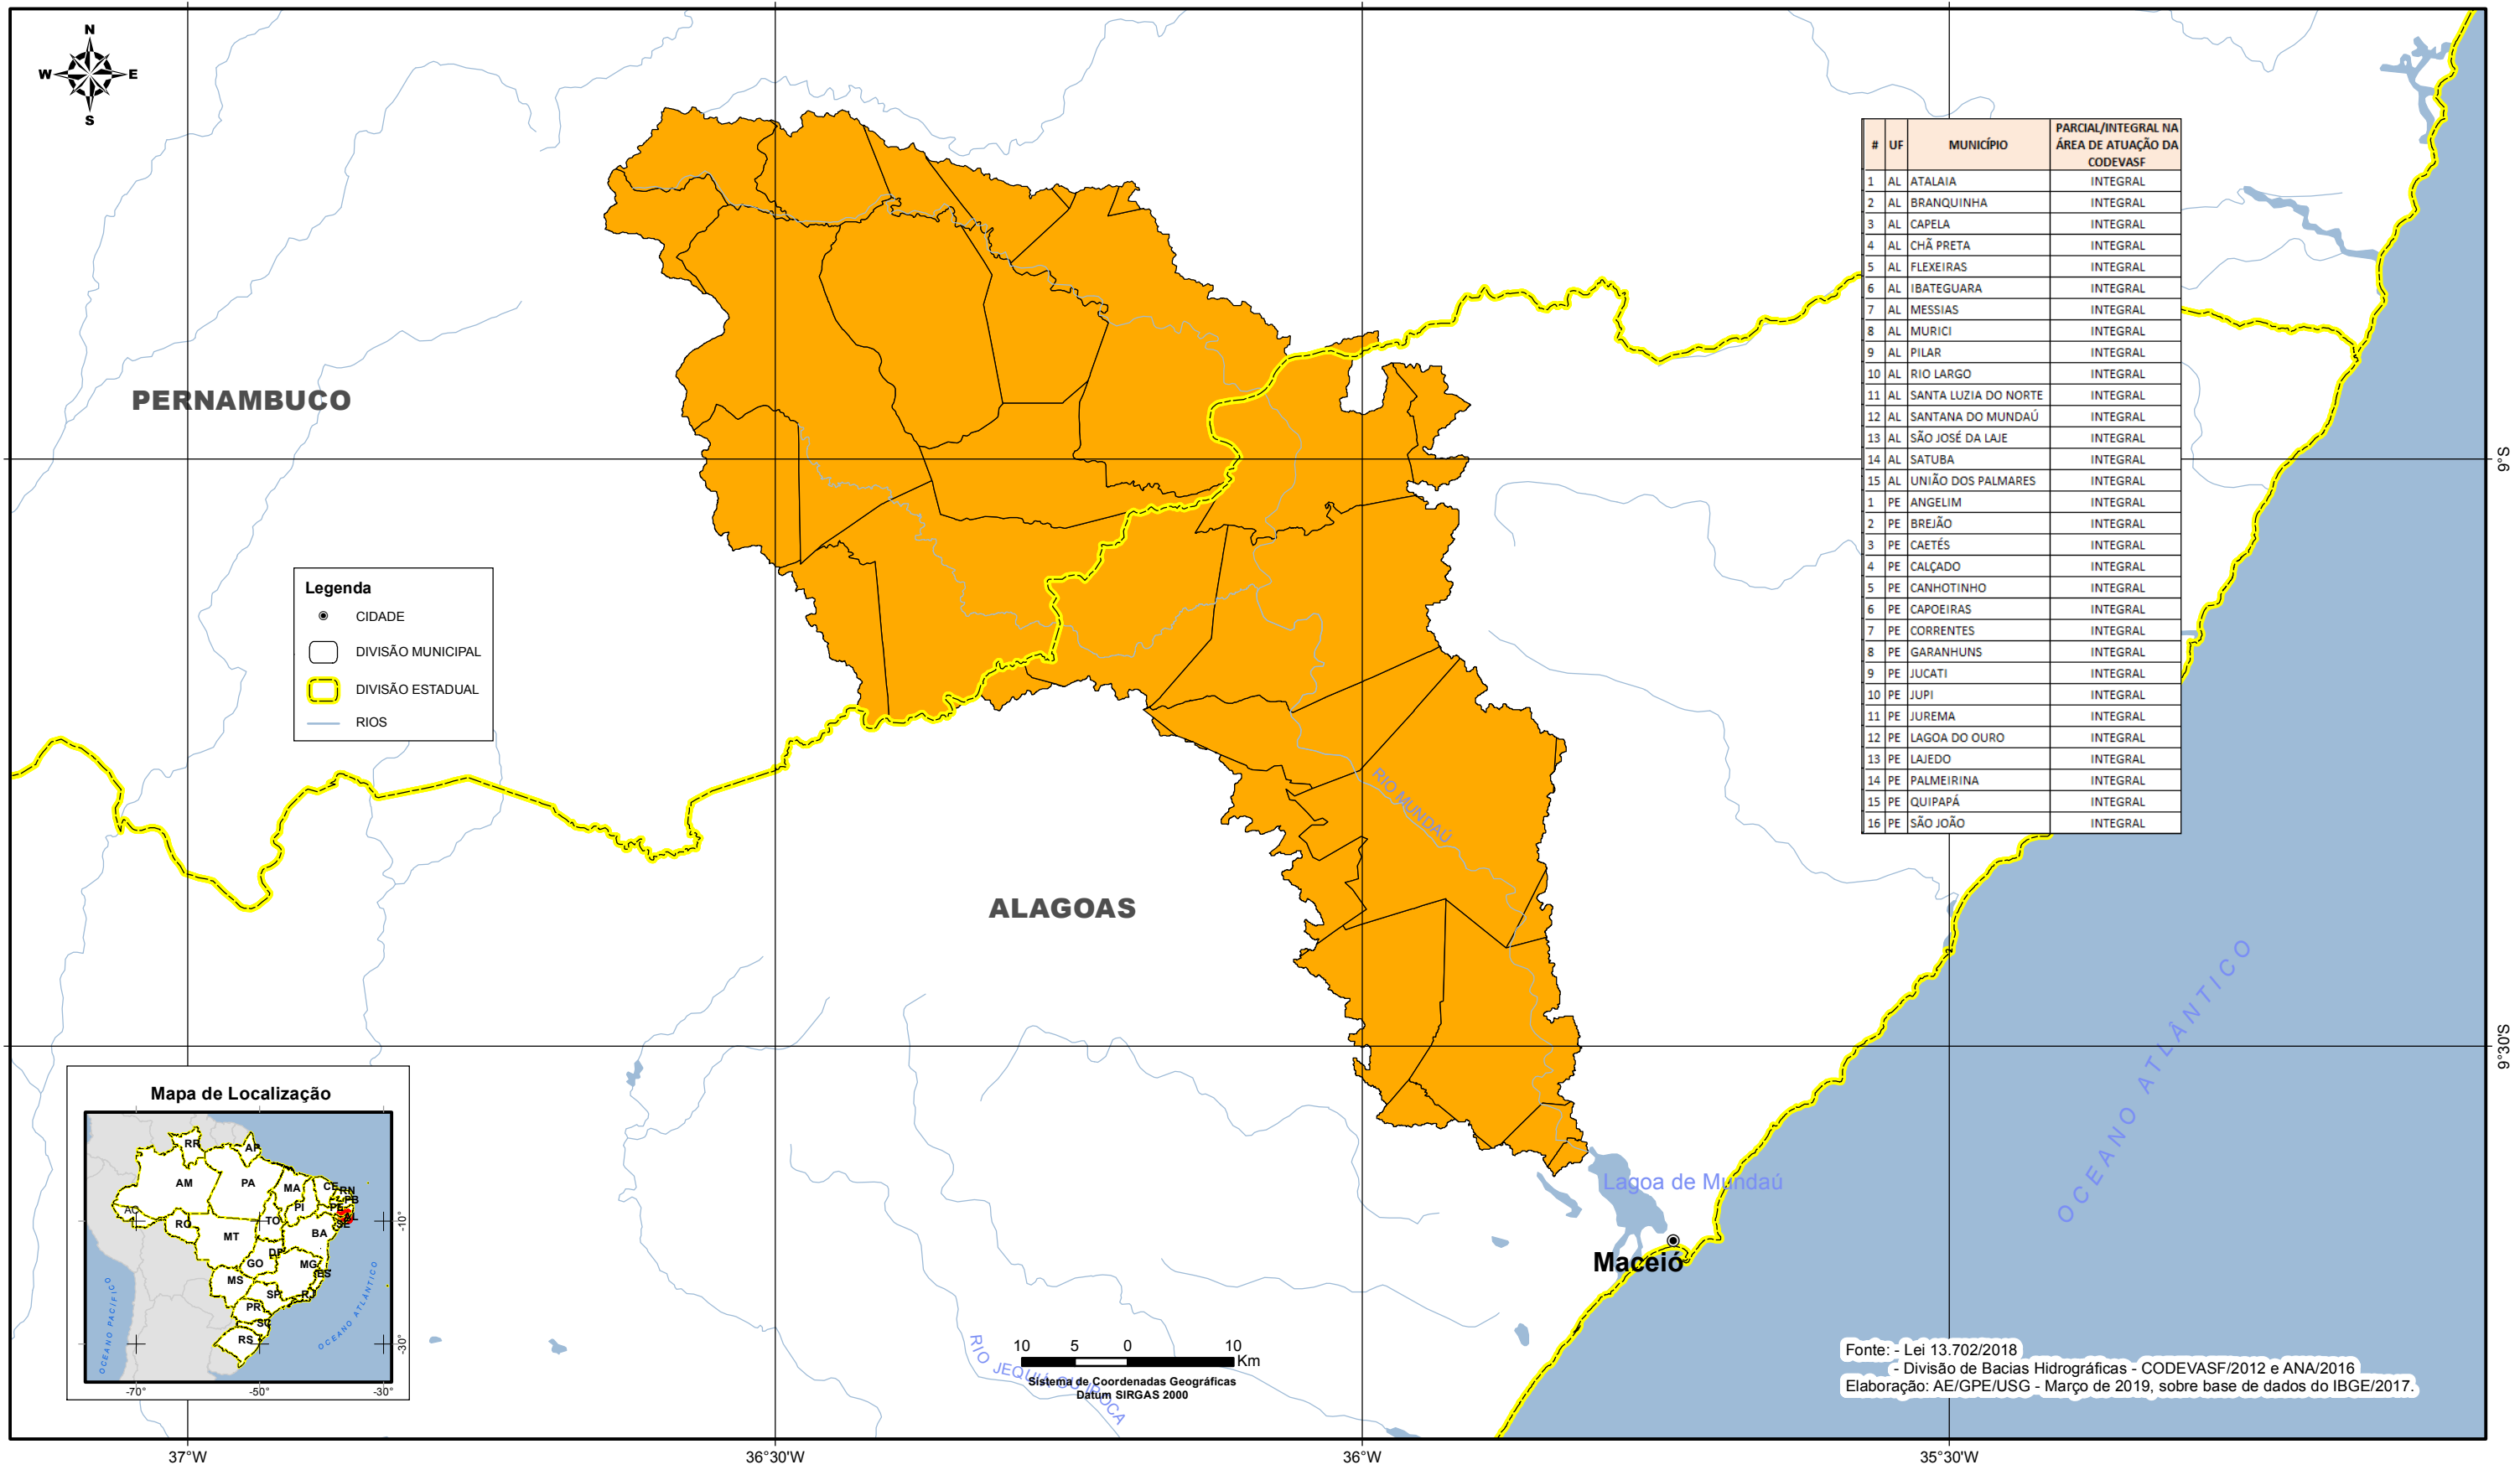 N
W
E
S
PERNAMBUCO
ALAGOAS
# UF MUNICÍPIO PARCIAL/INTEGRAL NA
ÁREA DE ATUAÇÃO DA
CODEVASF
1 AL ATALAIA INTEGRAL
2 AL BRANQUINHA INTEGRAL
3 AL CAPELA INTEGRAL
4 AL CHÃ PRETA INTEGRAL
5 AL FLEXEIRAS INTEGRAL
6 AL IBATEGUARA INTEGRAL
7 AL MESSIAS INTEGRAL
8 AL MURICI INTEGRAL
9 AL PILAR INTEGRAL
10 AL RIO LARGO INTEGRAL
11 AL SANTA LUZIA DO NORTE INTEGRAL
12 AL SANTANA DO MUNDAÚ INTEGRAL
13 AL SÃO JOSÉ DA LAJE INTEGRAL
14 AL SATUBA INTEGRAL
15 AL UNIÃO DOS PALMARES INTEGRAL
1 PE ANGELIM INTEGRAL
2 PE BREJÃO INTEGRAL
3 PE CAETÉS INTEGRAL
4 PE CALÇADO INTEGRAL
5 PE CANHOTINHO INTEGRAL
6 PE CAPOEIRAS INTEGRAL
7 PE CORRENTES INTEGRAL
8 PE GARANHUNS INTEGRAL
9 PE JUCATI INTEGRAL
10 PE JUPI INTEGRAL
11 PE JUREMA INTEGRAL
12 PE LAGOA DO OURO INTEGRAL
13 PE LAJEDO INTEGRAL
14 PE PALMEIRINA INTEGRAL
15 PE QUIPAPÁ INTEGRAL
16 PE SÃO JOÃO INTEGRAL
Legenda
CIDADE
DIVISÃO MUNICIPAL
DIVISÃO ESTADUAL
RIOS
RIO MUNDAÚ
9°S
9°30'S
OCEANO ATLÂNTICO
Lagoa de Mundaú
Maceió
Mapa de Localização
RR
AP
AM
PA
MA
CE
RN
PB
PI
PE
AL
SE
AC
RO
TO
MT
BA
DF
GO
MG
ES
MS
SP
RJ
PR
SC
RS
OCEANO PACÍFICO
OCEANO ATLÂNTICO
-10°
-30°
-70°
-50°
-30°
RIO JEQUIÁ OU IPOCA
10 5 0 10
Km
Sistema de Coordenadas Geográficas
Datum SIRGAS 2000
Fonte: - Lei 13.702/2018
- Divisão de Bacias Hidrográficas - CODEVASF/2012 e ANA/2016
Elaboração: AE/GPE/USG - Março de 2019, sobre base de dados do IBGE/2017.
37°W
36°30'W
36°W
35°30'W